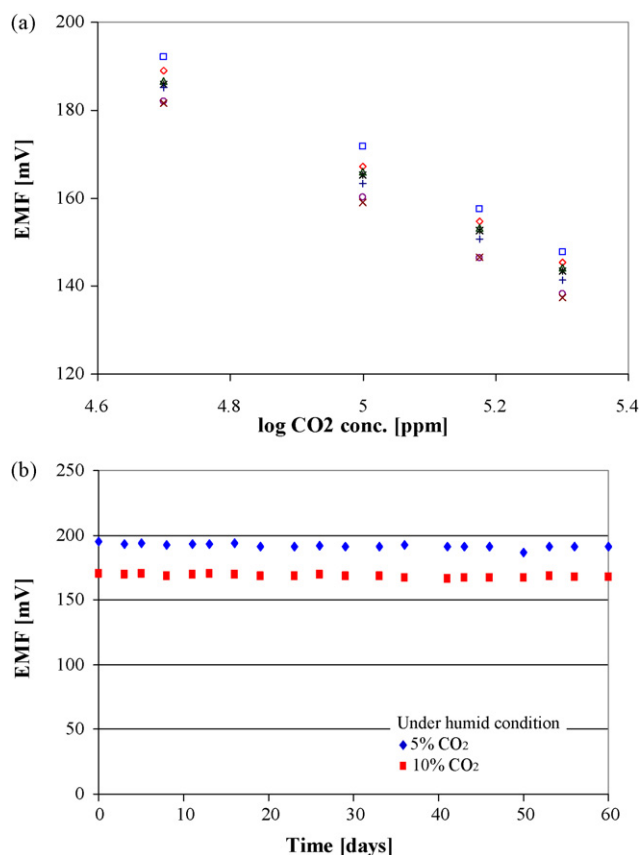 (a)
200
180
160
140
120
EMF [mV]
4.6 4.8 5 5.2 5.4
log CO2 conc. [ppm]
(b)
250
200
150
100
50
0
EMF [mV]
Under humid condition
5% CO₂
10% CO₂
0 10 20 30 40 50 60
Time [days]